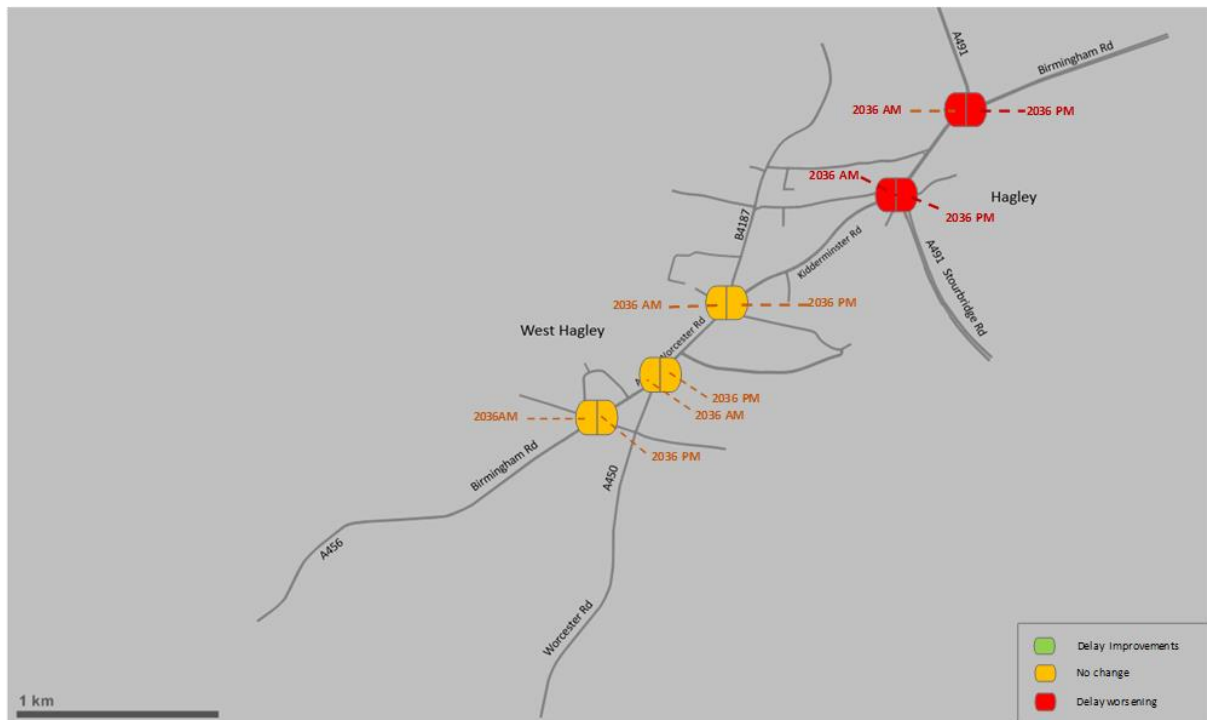 A491
Birmingham Rd
2036 AM
2036 PM
2036 AM
Hagley
2036 PM
B4187
Kidderminster Rd
A491 Stourbridge Rd
2036 AM
2036 PM
West Hagley
Worcester Rd
2036 PM
2036 AM
2036AM
2036 PM
Birmingham Rd
A450
A456
Worcester Rd
Delay Improvements
No change
Delay worsening
1 km